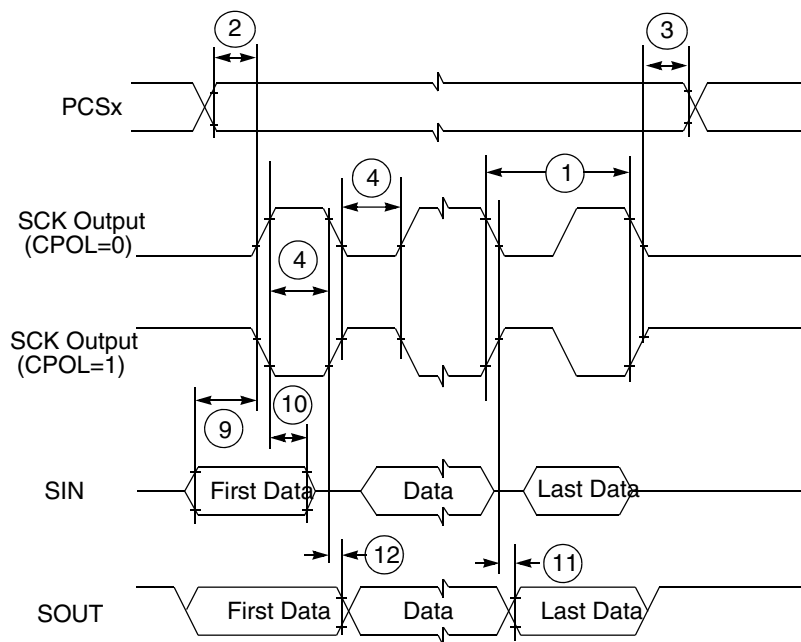 2
3
PCSx
4
1
SCK Output
(CPOL=0)
4
SCK Output
(CPOL=1)
9
10
SIN
First Data
Data
Last Data
12
11
SOUT
First Data
Data
Last Data